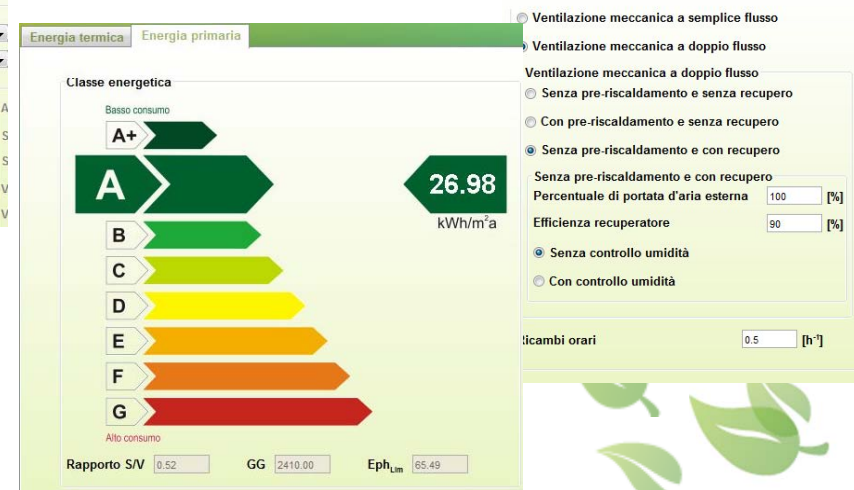 Energia termica
Energia primaria
Classe energetica
Basso consumo
A+
A
26.98
kWh/m²a
B
C
D
E
F
G
Alto consumo
Rapporto S/V 0.52 GG 2410.00 Eph Lim 65.49
Ventilazione meccanica a semplice flusso
Ventilazione meccanica a doppio flusso
Ventilazione meccanica a doppio flusso
Senza pre-riscaldamento e senza recupero
Con pre-riscaldamento e senza recupero
Senza pre-riscaldamento e con recupero
Senza pre-riscaldamento e con recupero
Percentuale di portata d'aria esterna 100 [%]
Efficienza recuperatore 90 [%]
Senza controllo umidità
Con controllo umidità
Ricambi orari 0.5 [h⁻¹]